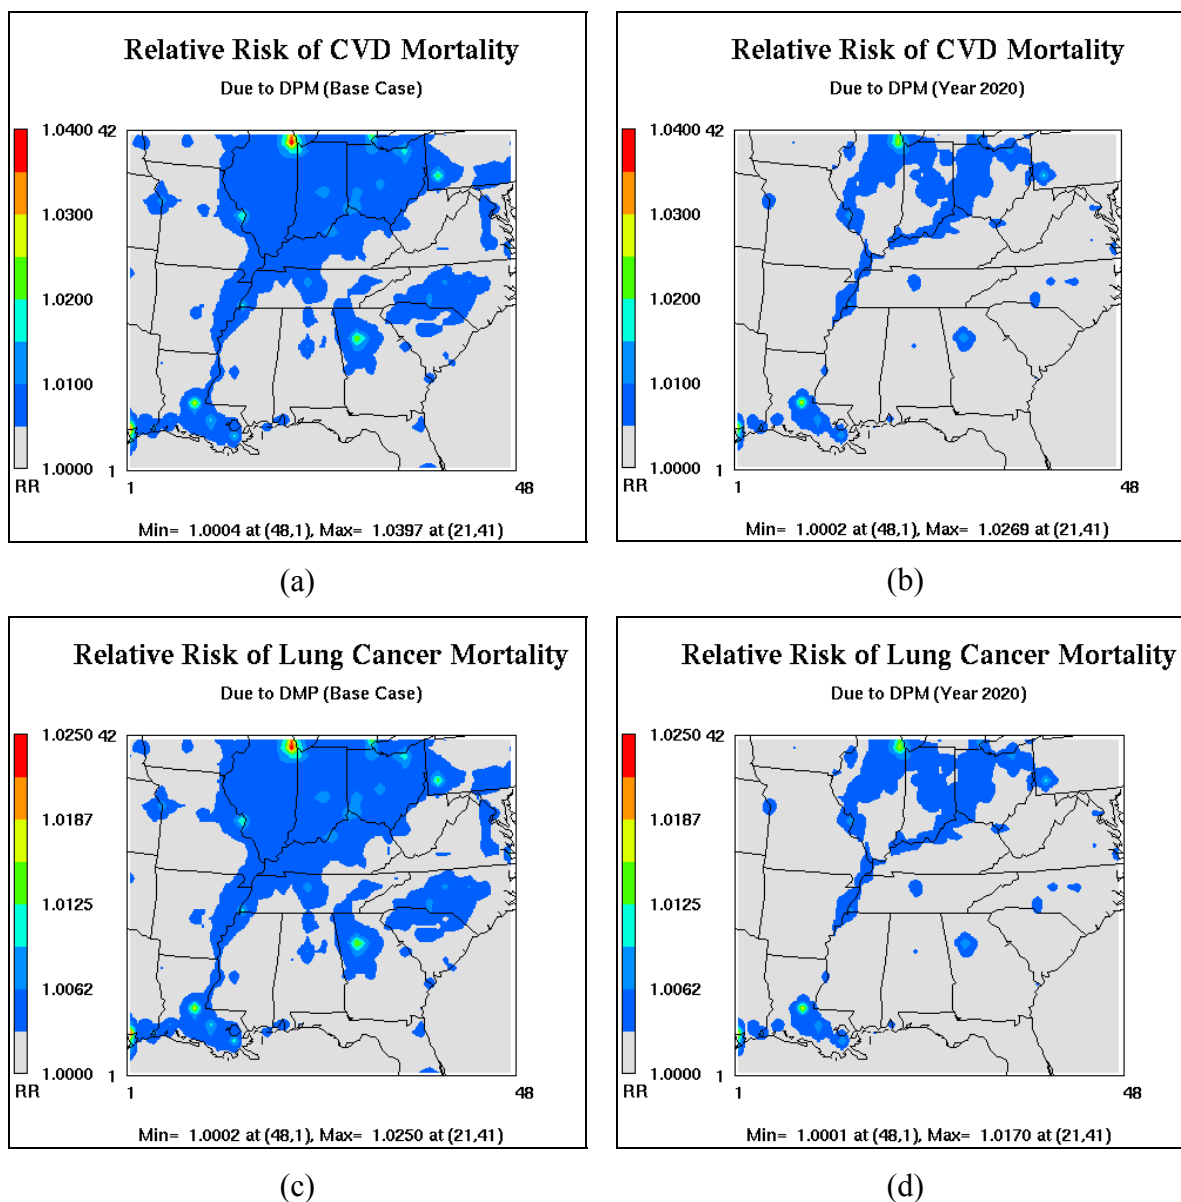 Relative Risk of CVD Mortality
Due to DPM (Base Case)
1.0400
1.0300
1.0200
1.0100
1.0000
RR
42
1
1
48
Min= 1.0004 at (48,1), Max= 1.0397 at (21,41)
(a)
Relative Risk of CVD Mortality
Due to DPM (Year 2020)
1.0400
1.0300
1.0200
1.0100
1.0000
RR
42
1
1
48
Min= 1.0002 at (48,1), Max= 1.0269 at (21,41)
(b)
Relative Risk of Lung Cancer Mortality
Due to DMP (Base Case)
1.0250
1.0187
1.0125
1.0062
1.0000
RR
42
1
1
48
Min= 1.0002 at (48,1), Max= 1.0250 at (21,41)
(c)
Relative Risk of Lung Cancer Mortality
Due to DPM (Year 2020)
1.0250
1.0187
1.0125
1.0062
1.0000
RR
42
1
1
48
Min= 1.0001 at (48,1), Max= 1.0170 at (21,41)
(d)